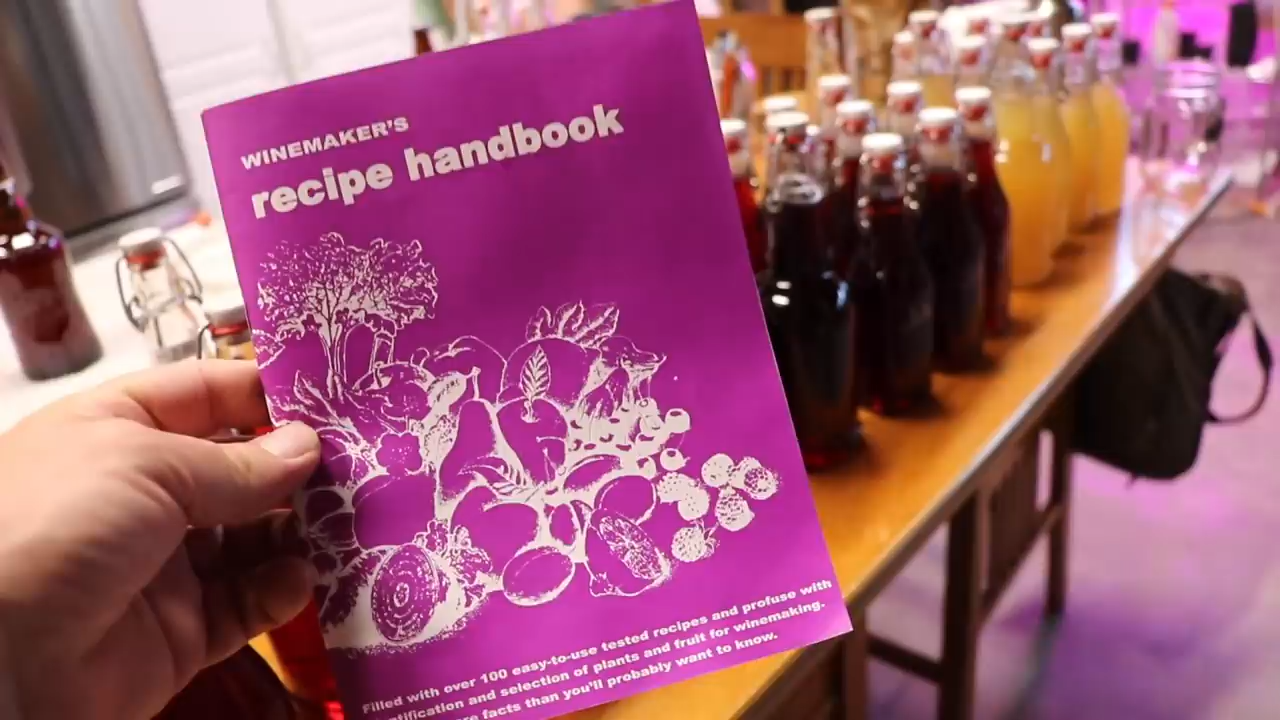 WINEMAKER'S
recipe handbook
Filled with over 100 easy-to-use tested recipes and profuse with
and selection of plants and fruit for winemaking.
facts than you'll probably want to know.